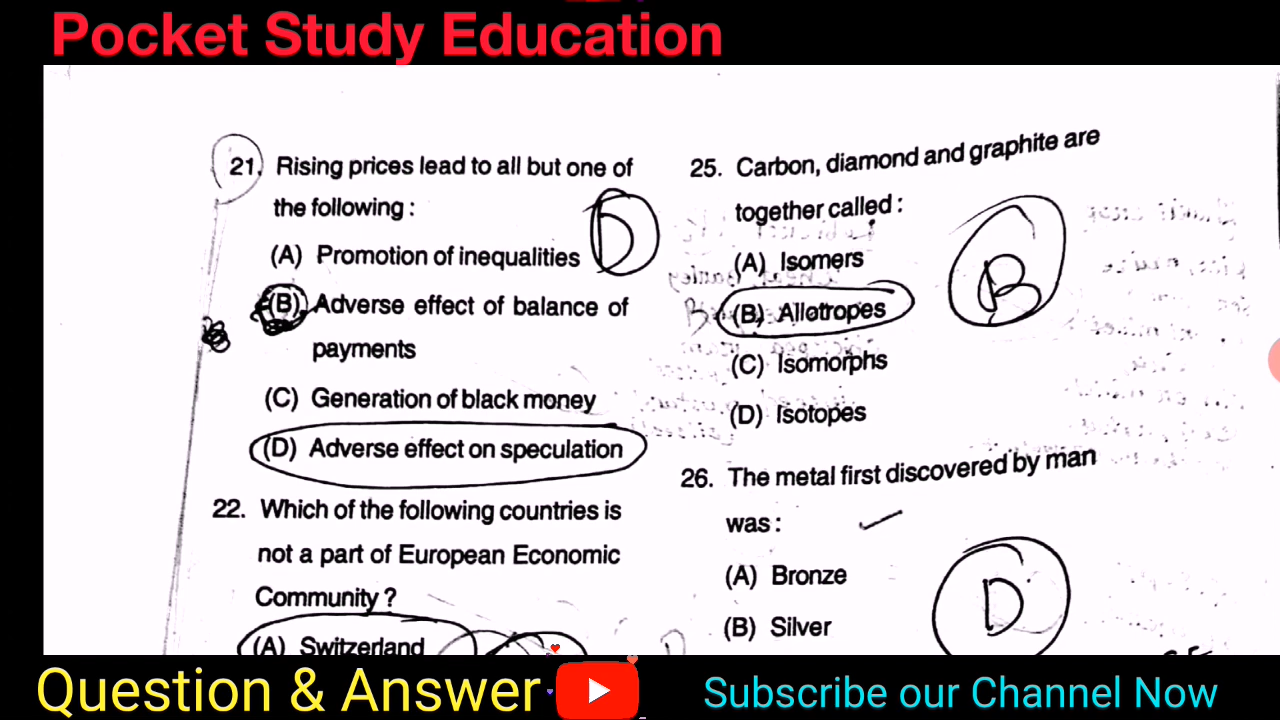 Pocket Study Education
21. Rising prices lead to all but one of
the following :
(A) Promotion of inequalities
D
(B) Adverse effect of balance of
payments
(C) Generation of black money
(D) Adverse effect on speculation
22. Which of the following countries is
not a part of European Economic
Community ?
(A) Switzerland
25. Carbon, diamond and graphite are
together called :
(A) Isomers
(B) Allotropes
B
(C) Isomorphs
(D) Isotopes
26. The metal first discovered by man
was :
(A) Bronze
D
(B) Silver
Question & Answer
Subscribe our Channel Now